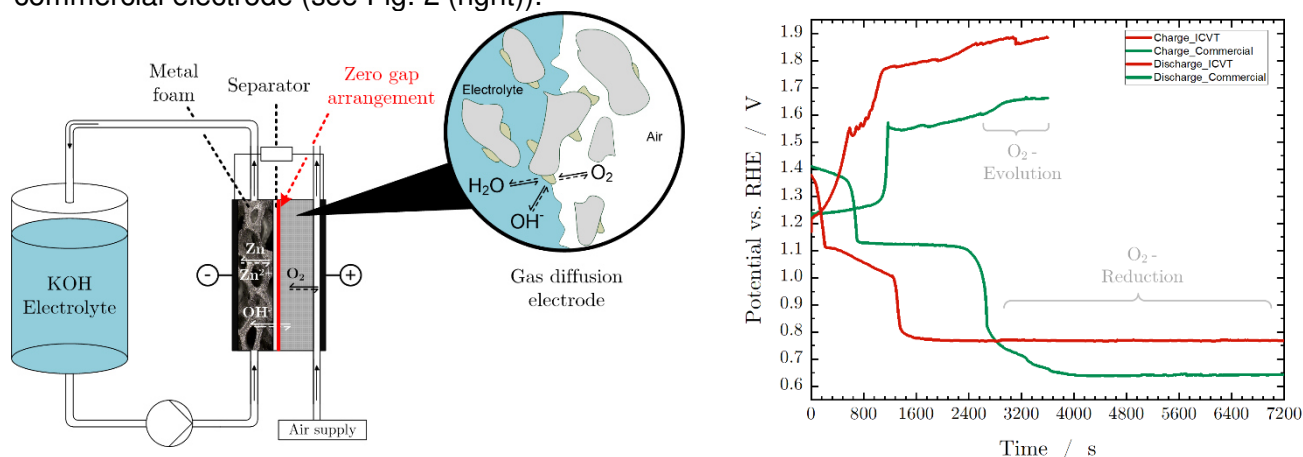 commercial electrode (see Fig. 2 (right)).
Metal
foam
Separator
Zero gap
arrangement
Electrolyte
Air
H₂O
O₂
OH⁻
Gas diffusion
electrode
KOH
Electrolyte
Zn
Zn²⁺
O₂
OH⁻
-
+
Air supply
Potential vs. RHE / V
1.9
1.8
1.7
1.6
1.5
1.4
1.3
1.2
1.1
1.0
0.9
0.8
0.7
0.6
Charge_ICVT
Charge_Commercial
Discharge_ICVT
Discharge_Commercial
O₂ -
Evolution
O₂ -
Reduction
0 800 1600 2400 3200 4000 4800 5600 6400 7200
Time / s